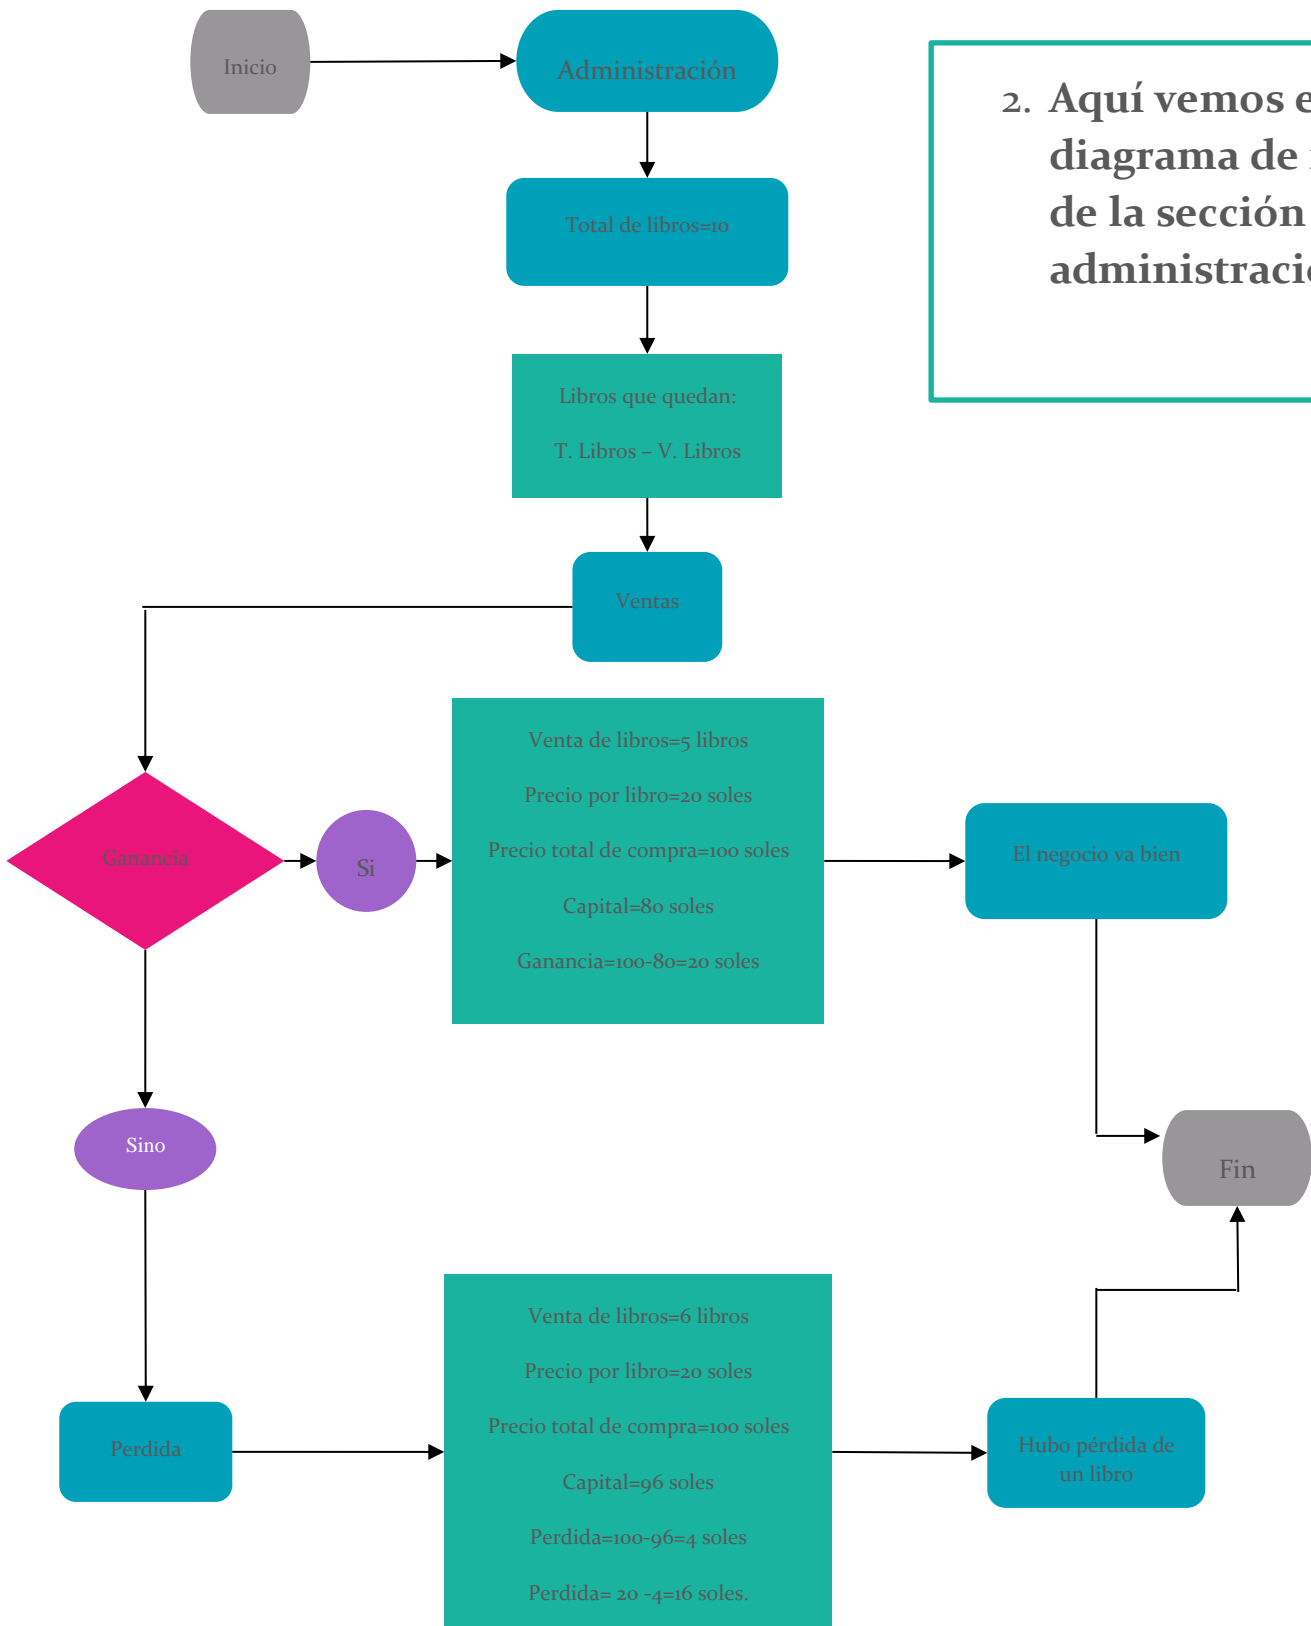 Inicio
Administración
2. Aquí vemos e
diagrama de
de la sección
administraci
Total de libros=10
Libros que quedan:
T. Libros – V. Libros
Ventas
Ganancia
Si
Venta de libros=5 libros
Precio por libro=20 soles
Precio total de compra=100 soles
Capital=80 soles
Ganancia=100-80=20 soles
El negocio va bien
Sino
Fin
Perdida
Venta de libros=6 libros
Precio por libro=20 soles
Precio total de compra=100 soles
Capital=96 soles
Perdida=100-96=4 soles
Perdida= 20 -4=16 soles.
Hubo pérdida de
un libro